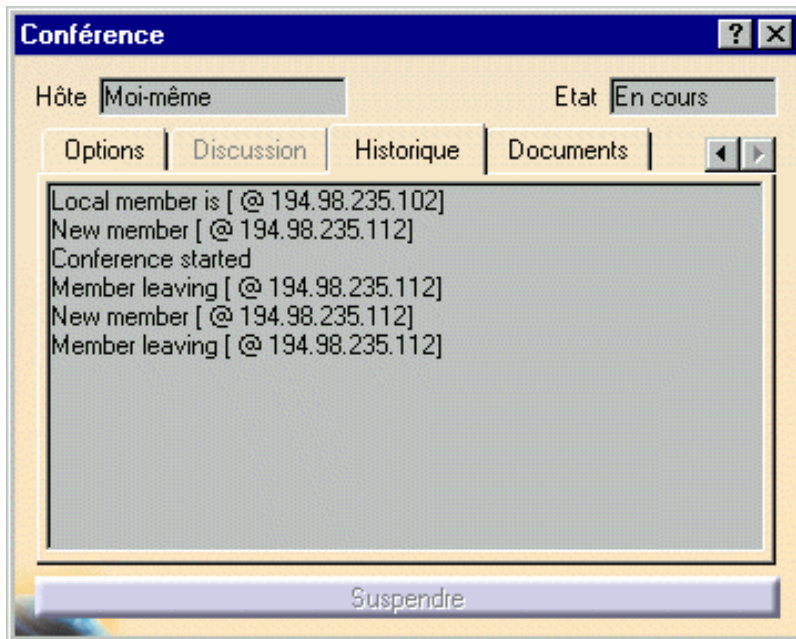 Conférence
Hôte Moi-même Etat En cours
Options Discussion Historique Documents
Local member is [ @ 194.98.235.102]
New member [ @ 194.98.235.112]
Conference started
Member leaving [ @ 194.98.235.112]
New member [ @ 194.98.235.112]
Member leaving [ @ 194.98.235.112]
Suspendre